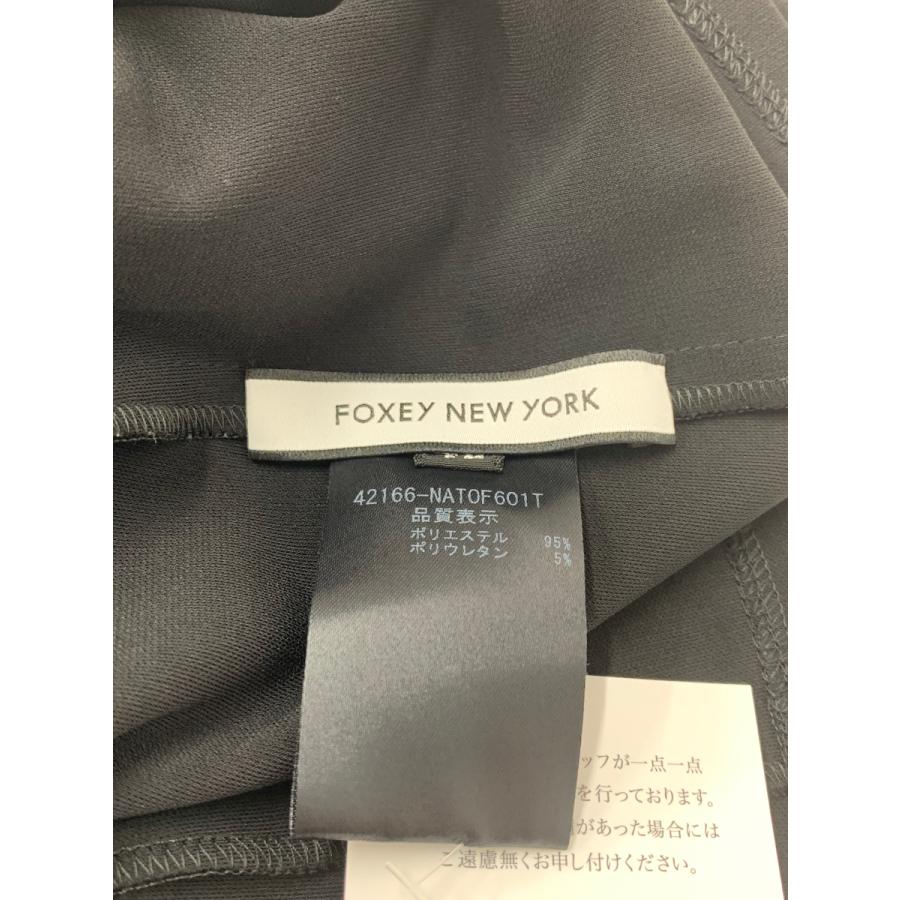 FOXEY NEW YORK
42166-NATOF601T
品質表示
ポリエステル 95%
ポリウレタン 5%
ッフが一点一点
を行っております。
があった場合には
ご遠慮無くお申し付けください。